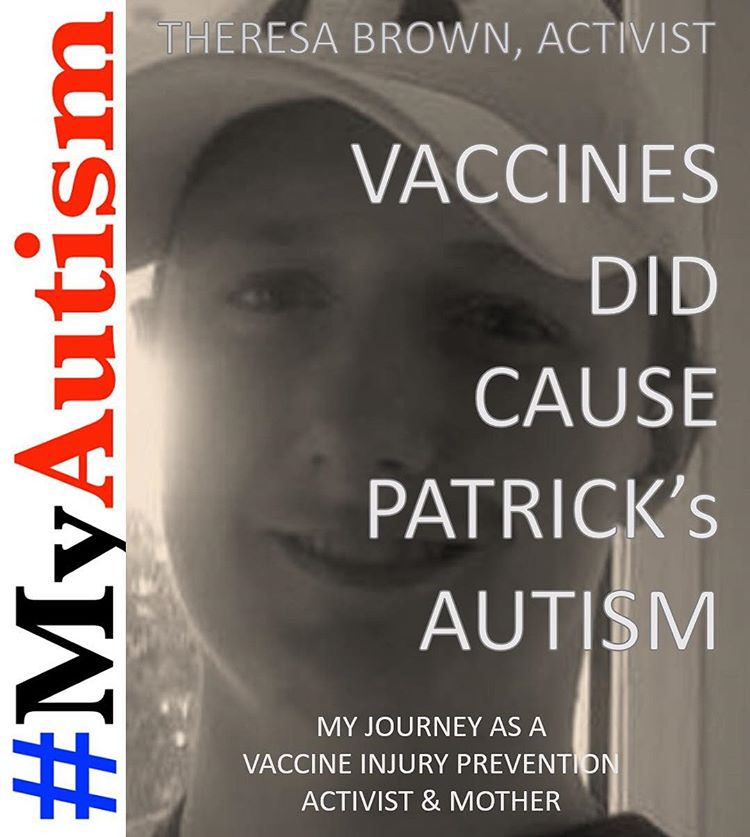 #MyAutism
THERESA BROWN, ACTIVIST
VACCINES
DID
CAUSE
PATRICK's
AUTISM
MY JOURNEY AS A
VACCINE INJURY PREVENTION
ACTIVIST & MOTHER